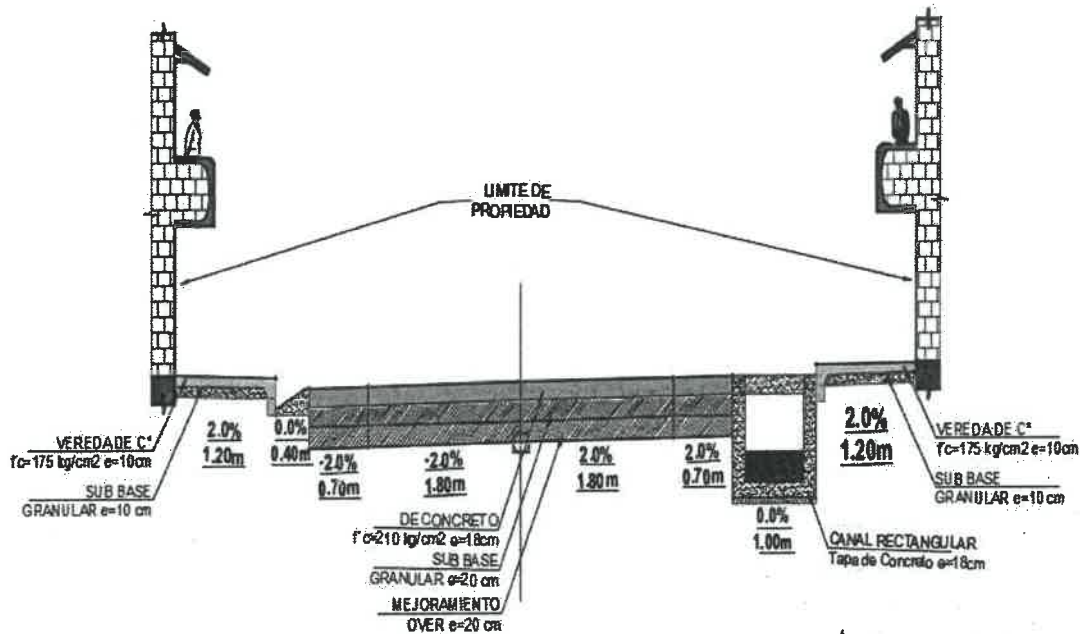 LIMITE DE
PROPIEDAD
VEREDA DE C°
f'c=175 kg/cm2 e=10cm
SUB BASE
GRANULAR e=10 cm
2.0%
1.20m
0.0%
0.40m
-2.0%
0.70m
-2.0%
1.80m
2.0%
1.80m
2.0%
0.70m
DE CONCRETO
f'c=210 kg/cm2 e=18cm
SUB BASE
GRANULAR e=20 cm
MEJORAMIENTO
OVER e=20 cm
0.0%
1.00m
2.0%
1.20m
VEREDA DE C°
f'c=175 kg/cm2 e=10cm
SUB BASE
GRANULAR e=10 cm
CANAL RECTANGULAR
Tapa de Concreto e=18cm